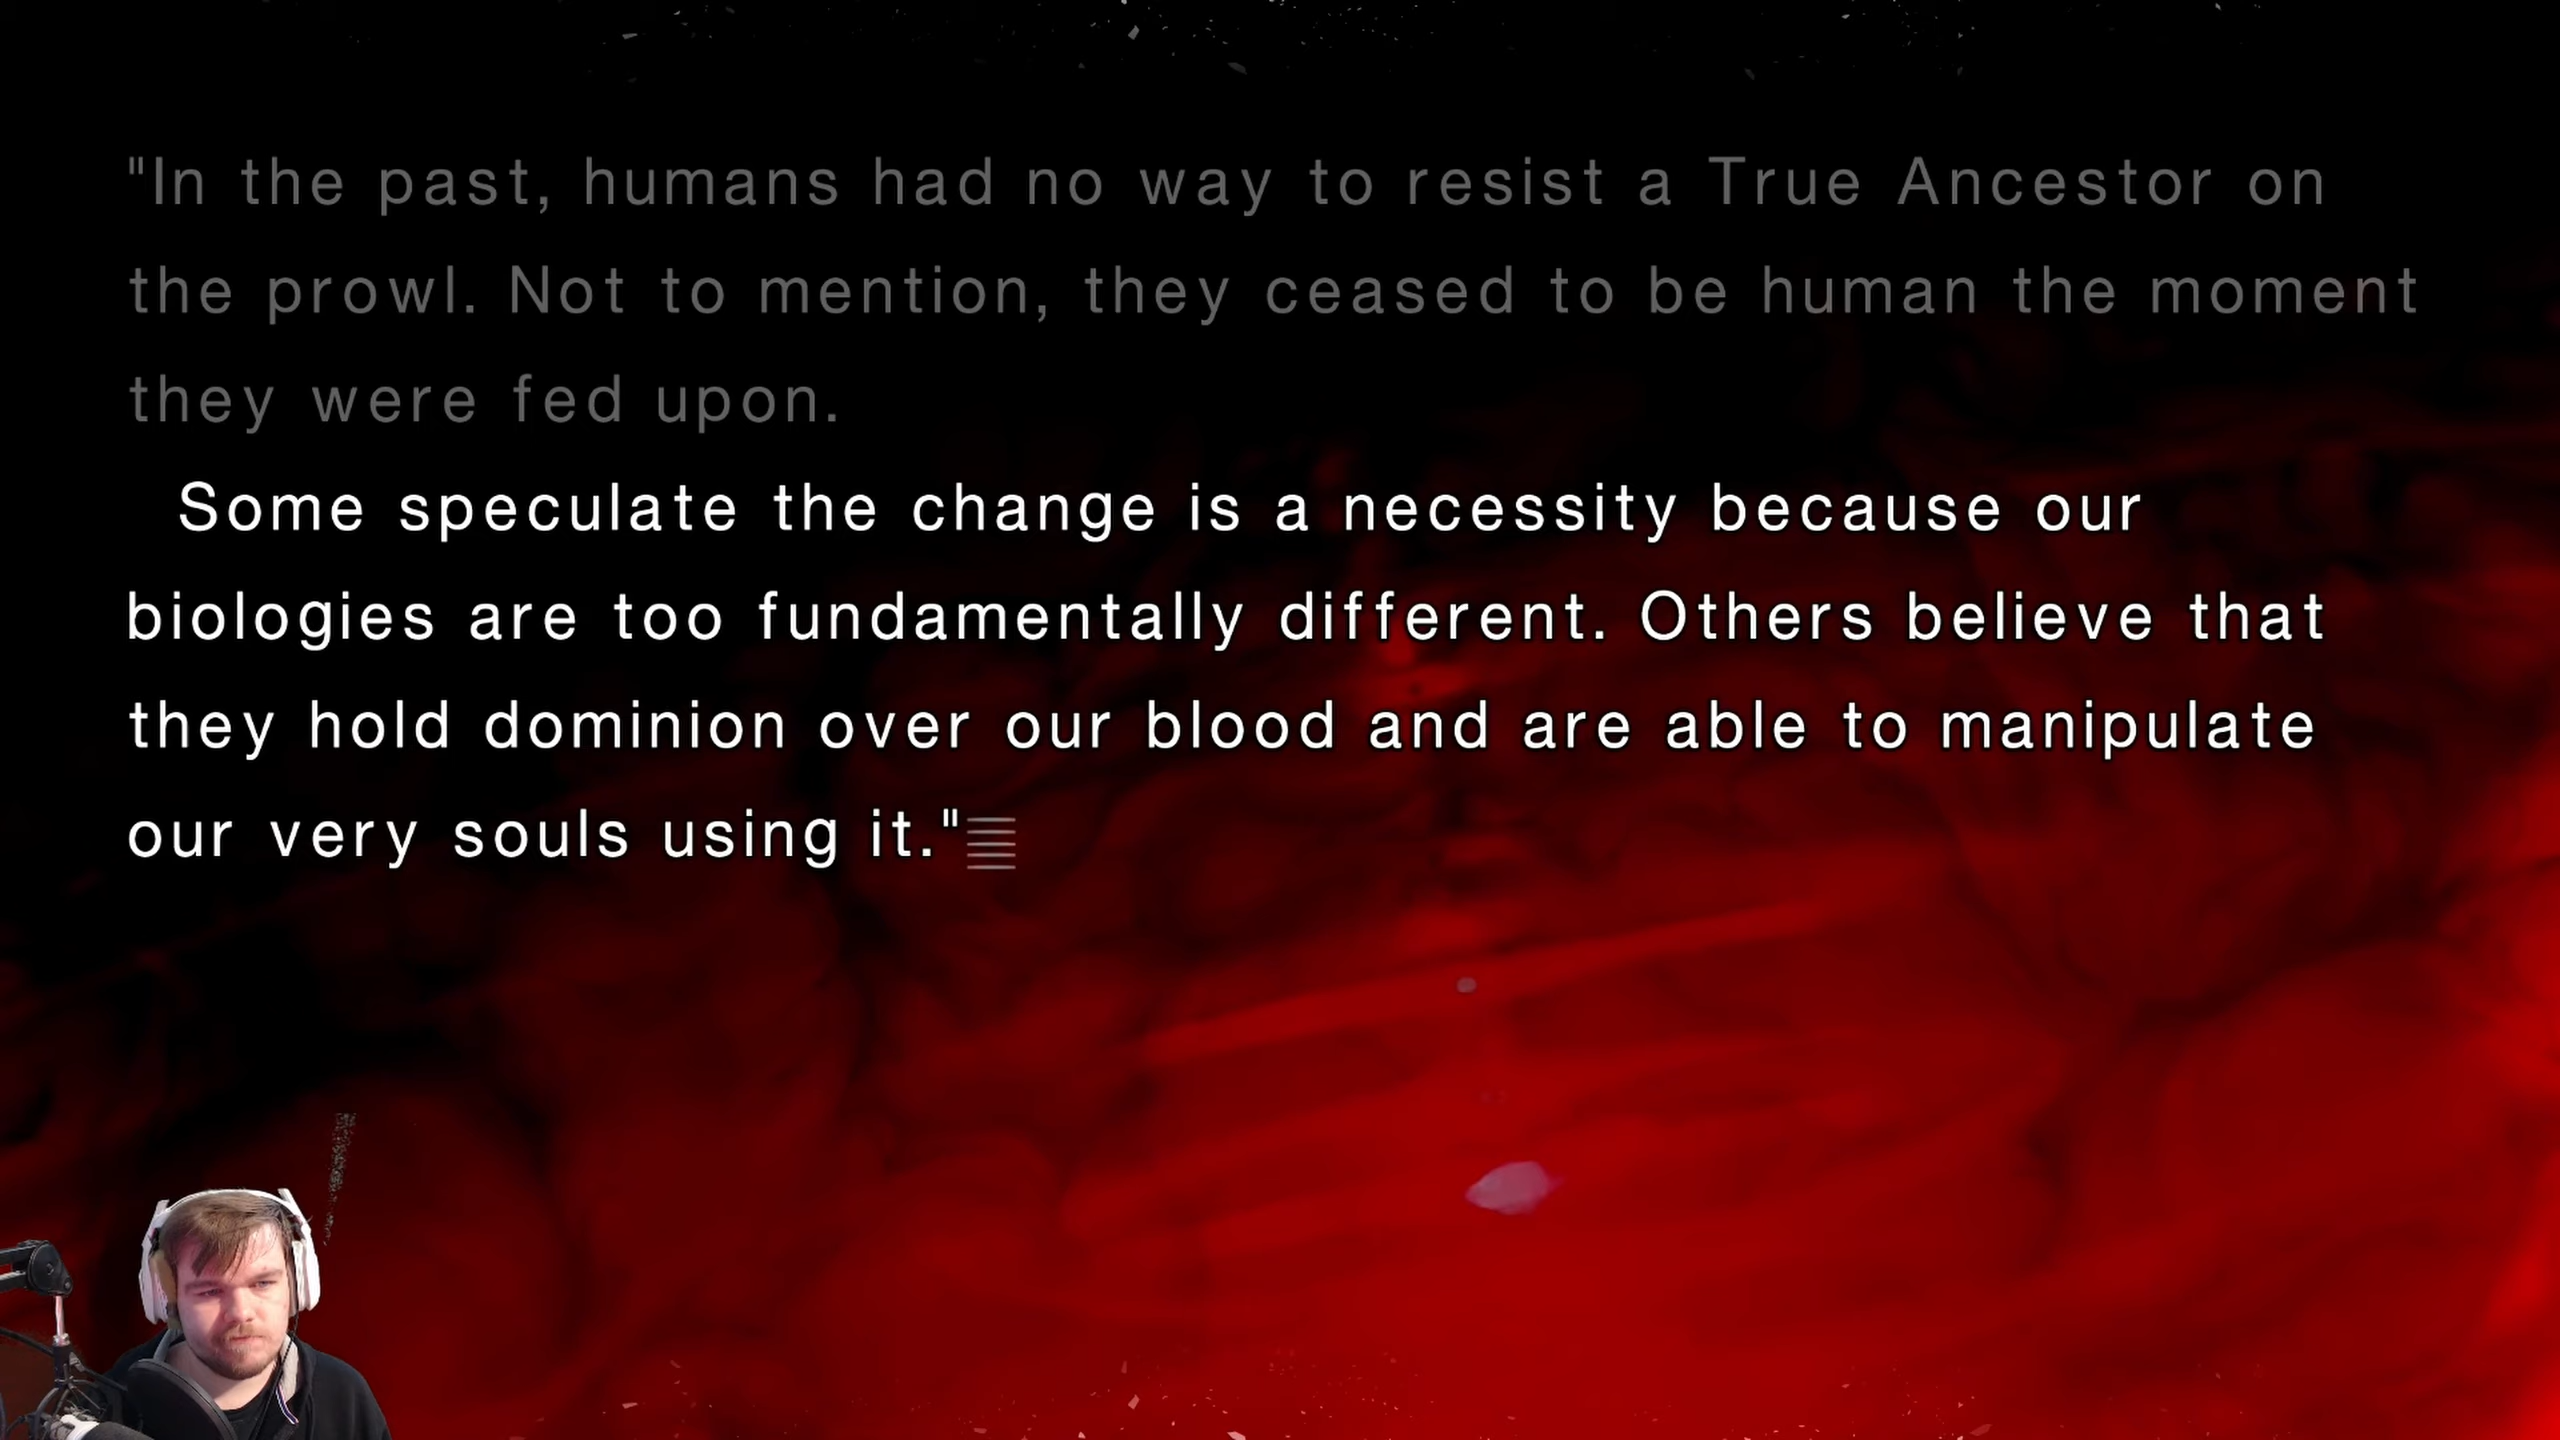 "In the past, humans had no way to resist a True Ancestor on
the prowl. Not to mention, they ceased to be human the moment
they were fed upon.
Some speculate the change is a necessity because our
biologies are too fundamentally different. Others believe that
they hold dominion over our blood and are able to manipulate
our very souls using it."